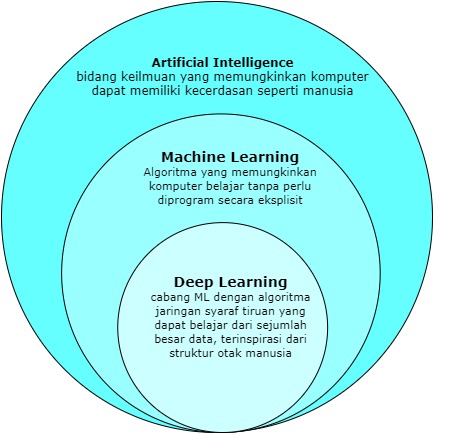 Artificial Intelligence
bidang keilmuan yang memungkinkan komputer
dapat memiliki kecerdasan seperti manusia
Machine Learning
Algoritma yang memungkinkan
komputer belajar tanpa perlu
diprogram secara eksplisit
Deep Learning
cabang ML dengan algoritma
jaringan syaraf tiruan yang
dapat belajar dari sejumlah
besar data, terinspirasi dari
struktur otak manusia